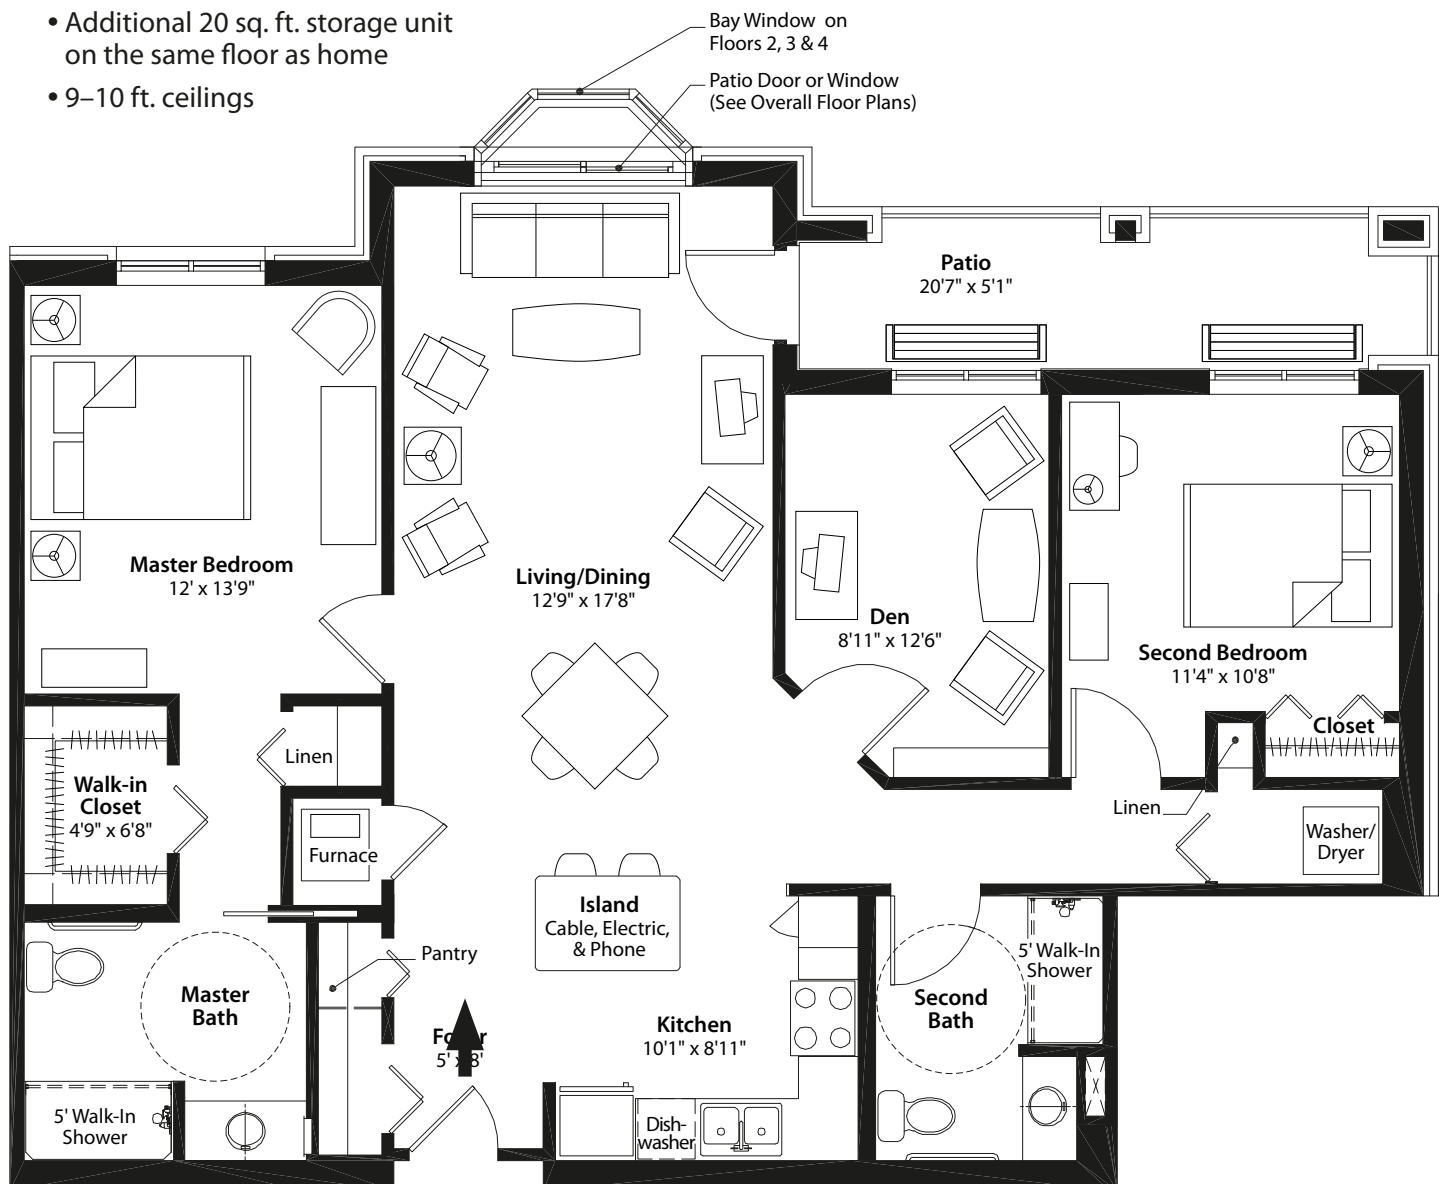 • Additional 20 sq. ft. storage unit
on the same floor as home
• 9–10 ft. ceilings
Bay Window on
Floors 2, 3 & 4
Patio Door or Window
(See Overall Floor Plans)
Patio
20'7" x 5'1"
Master Bedroom
12' x 13'9"
Living/Dining
12'9" x 17'8"
Den
8'11" x 12'6"
Second Bedroom
11'4" x 10'8"
Closet
Linen
Walk-in
Closet
4'9" x 6'8"
Linen
Washer/
Dryer
Furnace
Island
Cable, Electric,
& Phone
Pantry
5' Walk-In
Shower
Master
Bath
Second
Bath
Kitchen
10'1" x 8'11"
5' x 8'
5' Walk-In
Shower
Dish-
washer